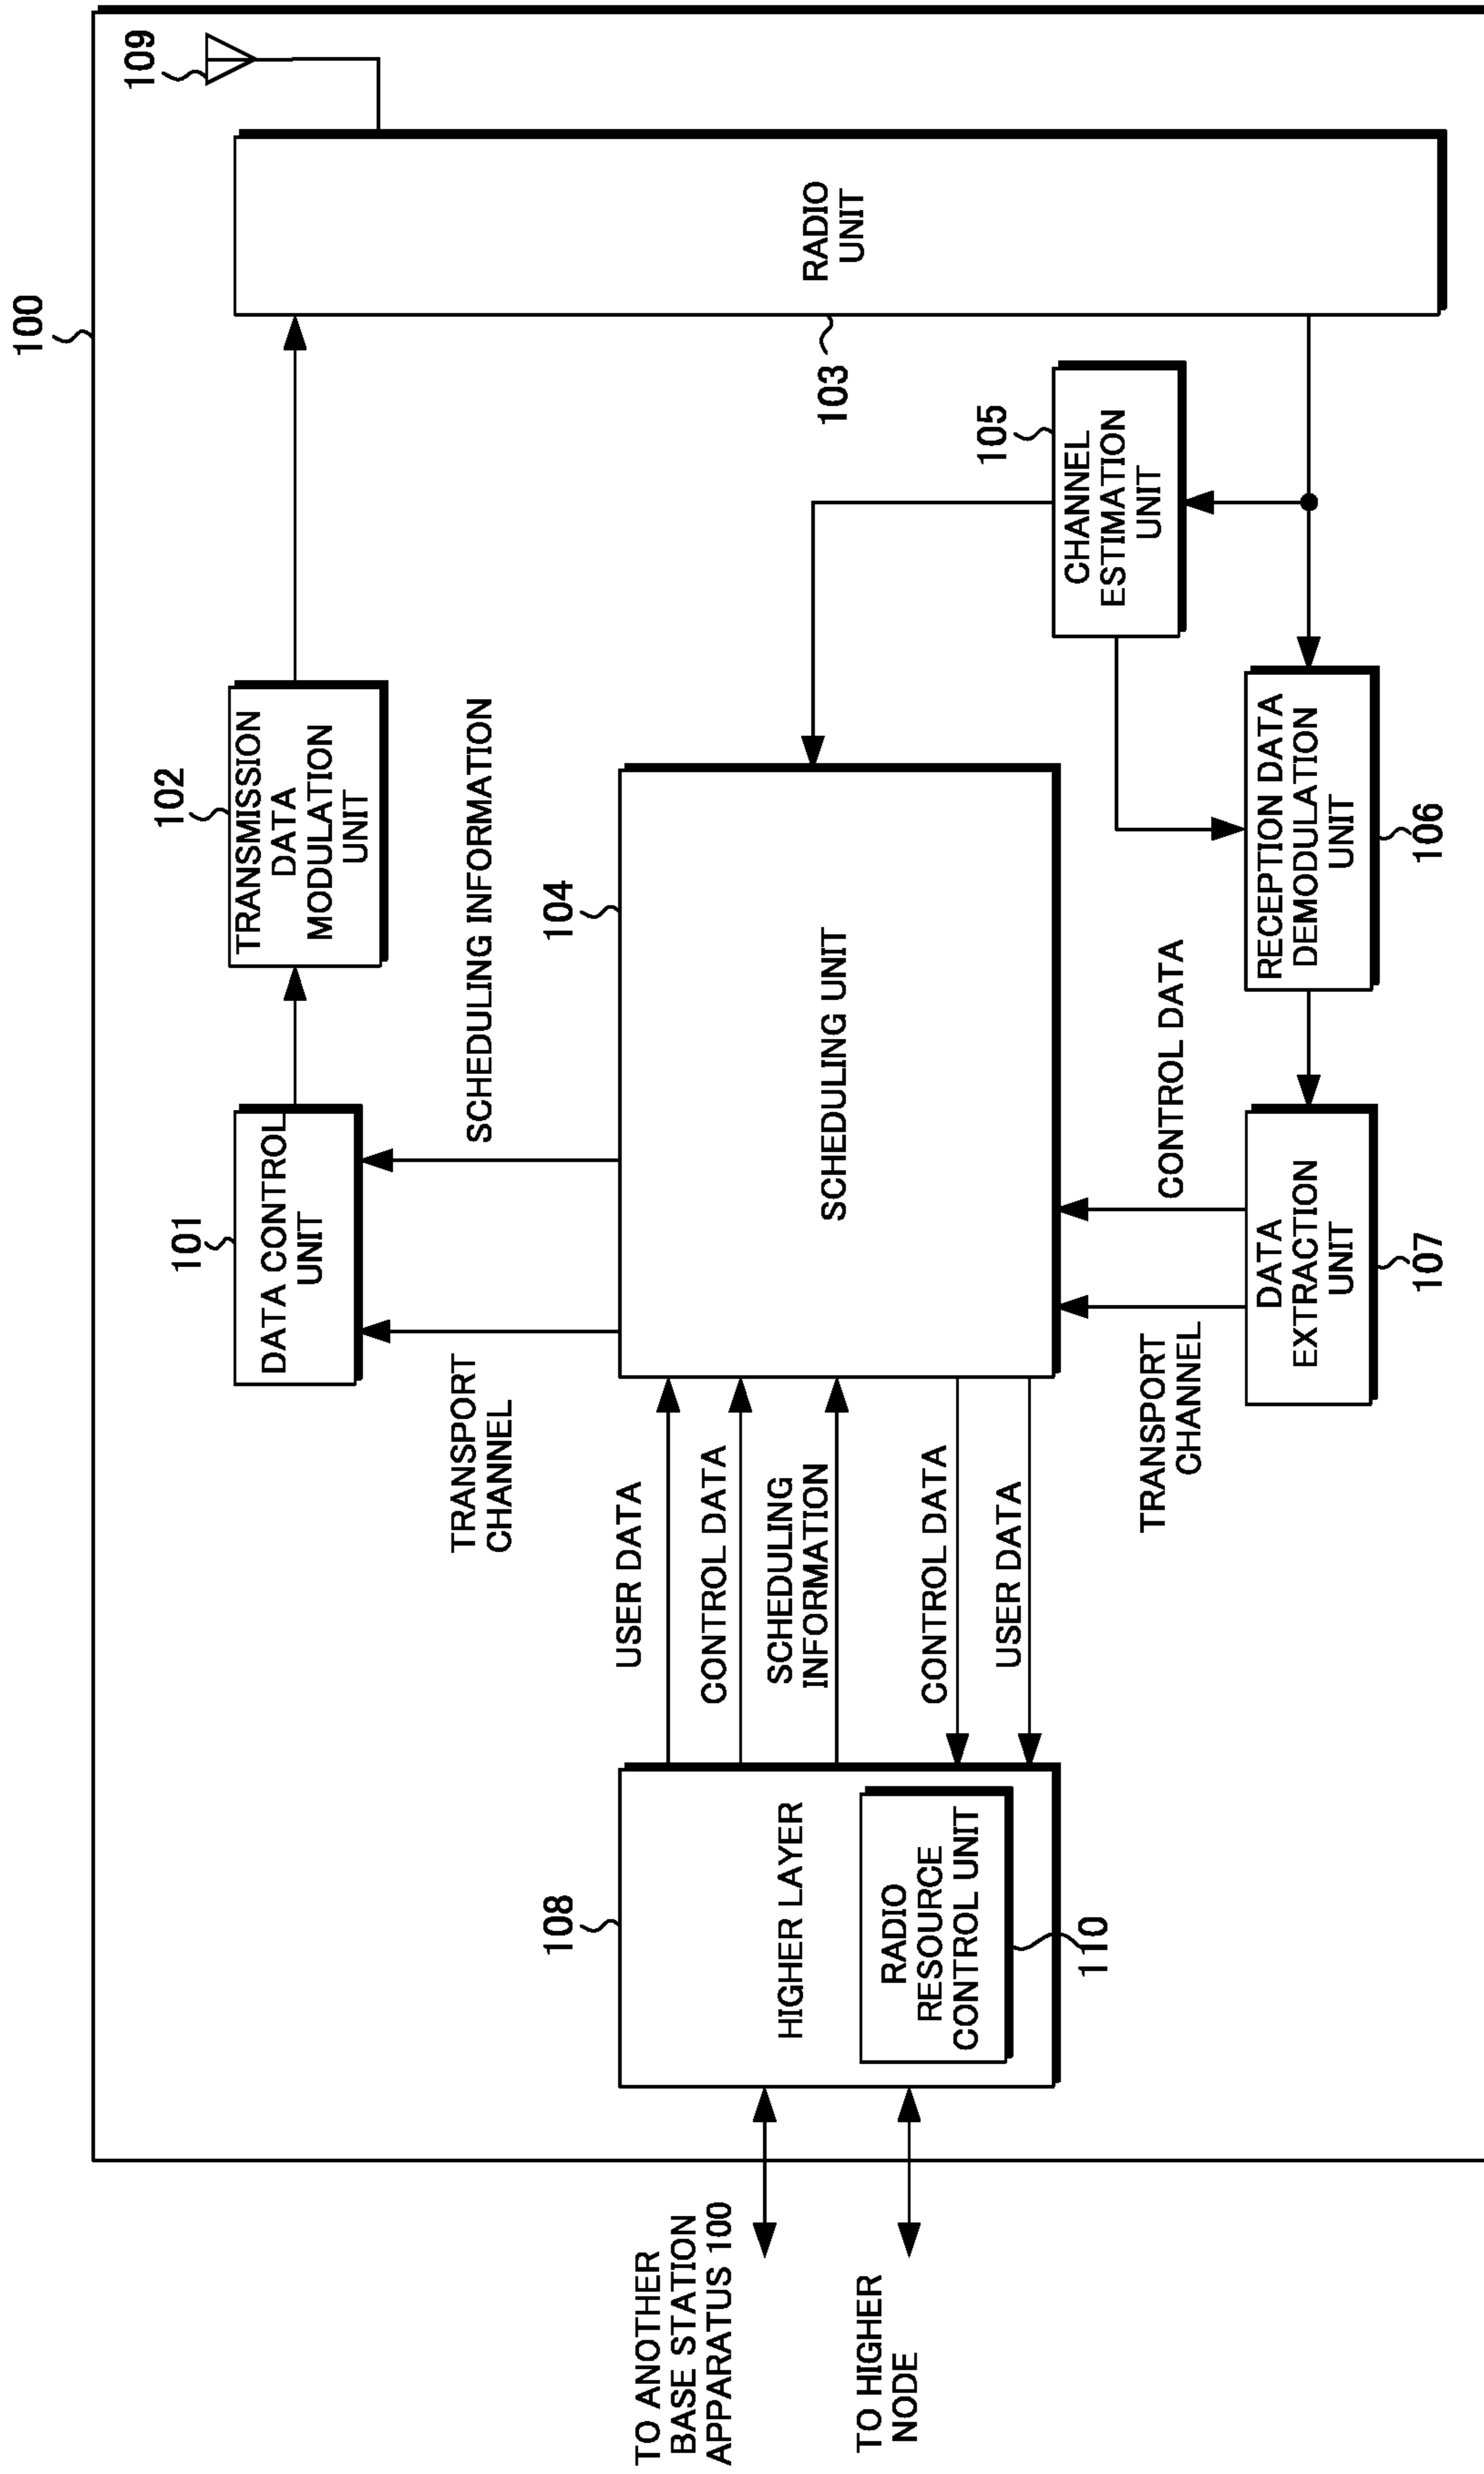 100
109
101
DATA CONTROL
UNIT
102
TRANSMISSION
DATA
MODULATION
UNIT
TRANSPORT
CHANNEL
SCHEDULING INFORMATION
RADIO
UNIT
103
TO ANOTHER
BASE STATION
APPARATUS 100
TO HIGHER
NODE
108
HIGHER LAYER
RADIO
RESOURCE
CONTROL UNIT
110
USER DATA
CONTROL DATA
SCHEDULING
INFORMATION
CONTROL DATA
USER DATA
104
SCHEDULING UNIT
105
CHANNEL
ESTIMATION
UNIT
TRANSPORT
CHANNEL
CONTROL DATA
DATA
EXTRACTION
UNIT
107
RECEPTION DATA
DEMODULATION
UNIT
106